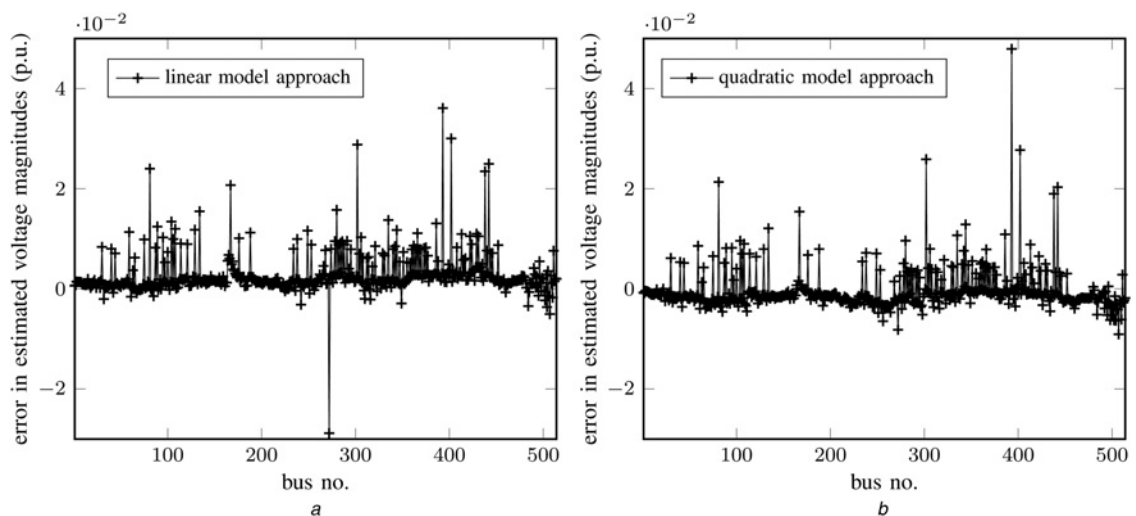 ·10⁻²
error in estimated voltage magnitudes (p.u.)
4
2
0
−2
linear model approach
100 200 300 400 500
bus no.
a
·10⁻²
error in estimated voltage magnitudes (p.u.)
4
2
0
−2
quadratic model approach
100 200 300 400 500
bus no.
b